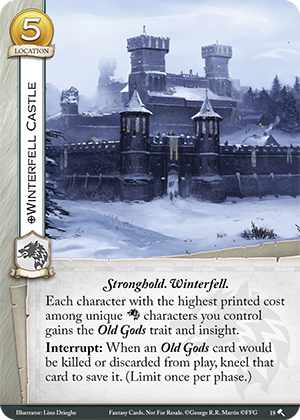 5
LOCATION
Winterfell Castle
Stronghold. Winterfell.
Each character with the highest printed cost
among unique characters you control
gains the Old Gods trait and insight.
Interrupt: When an Old Gods card would
be killed or discarded from play, kneel
that card to save it. (Limit once per phase.)
Illustrator: Lino Drieghe
Fantasy Cards. Not For Resale. ©George R. R. Martin ©FFG
18